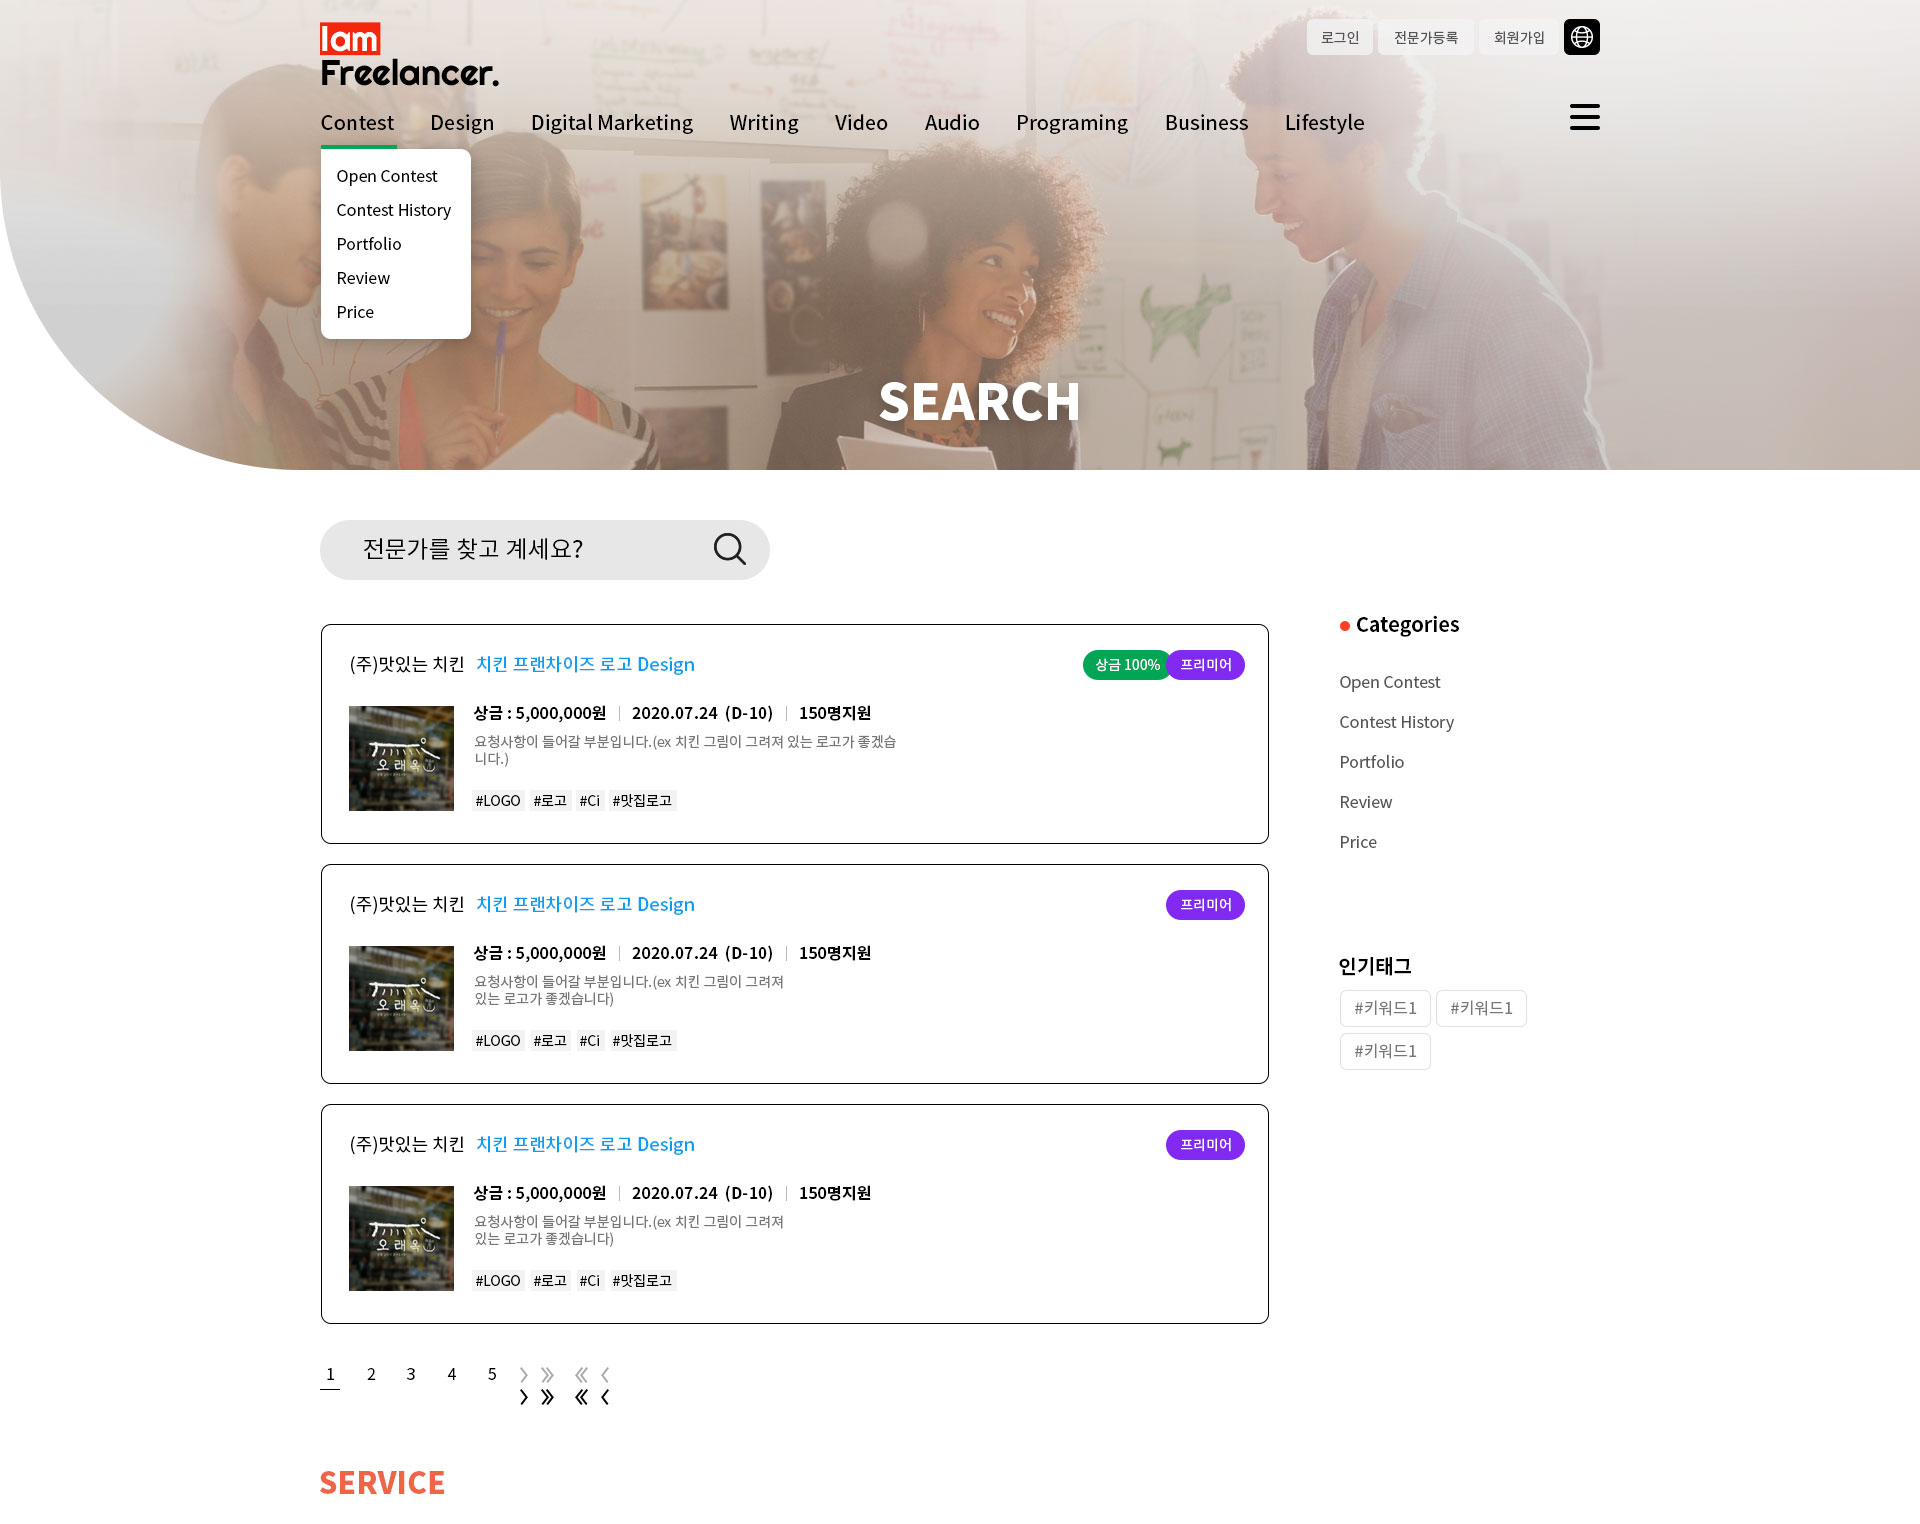 Iam
Freelancer.
로그인 전문가등록 회원가입
Contest Design Digital Marketing Writing Video Audio Programing Business Lifestyle
Open Contest
Contest History
Portfolio
Review
Price
SEARCH
전문가를 찾고 계세요?
(주)맛있는 치킨 치킨 프랜차이즈 로고 Design 상금 100% 프리미어
상금 : 5,000,000원 2020.07.24 (D-10) 150명지원
요청사항이 들어갈 부분입니다.(ex 치킨 그림이 그려져 있는 로고가 좋겠습
니다.)
오래옥
#LOGO #로고 #Ci #맛집로고
(주)맛있는 치킨 치킨 프랜차이즈 로고 Design 프리미어
상금 : 5,000,000원 2020.07.24 (D-10) 150명지원
요청사항이 들어갈 부분입니다.(ex 치킨 그림이 그려져
있는 로고가 좋겠습니다)
오래옥
#LOGO #로고 #Ci #맛집로고
(주)맛있는 치킨 치킨 프랜차이즈 로고 Design 프리미어
상금 : 5,000,000원 2020.07.24 (D-10) 150명지원
요청사항이 들어갈 부분입니다.(ex 치킨 그림이 그려져
있는 로고가 좋겠습니다)
오래옥
#LOGO #로고 #Ci #맛집로고
Categories
Open Contest
Contest History
Portfolio
Review
Price
인기태그
#키워드1 #키워드1
#키워드1
1 2 3 4 5
SERVICE